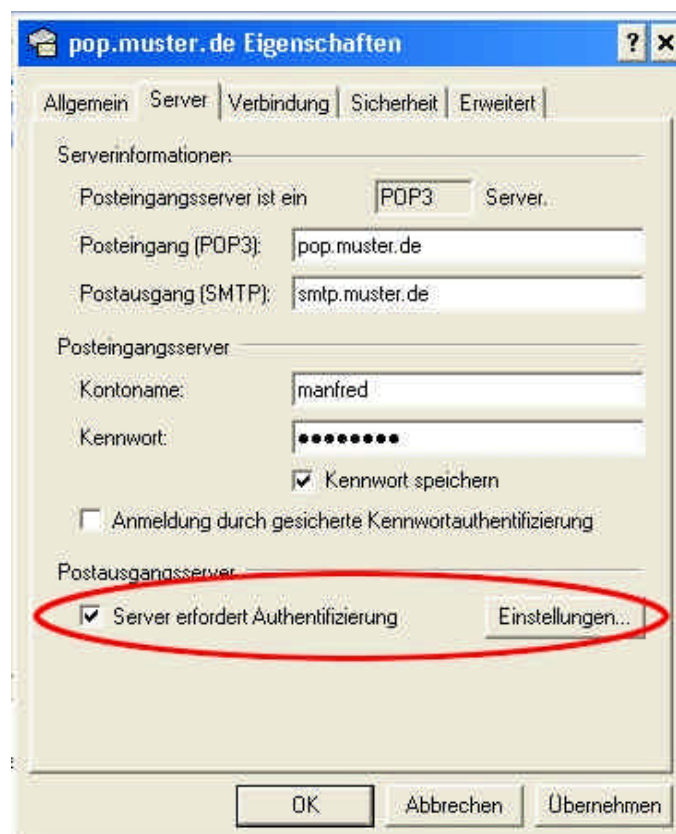 pop.muster.de Eigenschaften
Allgemein Server Verbindung Sicherheit Erweitert
Serverinformationen
Posteingangsserver ist ein POP3 Server.
Posteingang (POP3): pop.muster.de
Postausgang (SMTP): smtp.muster.de
Posteingangsserver
Kontoname: manfred
Kennwort: ●●●●●●●●
Kennwort speichern
Anmeldung durch gesicherte Kennwortauthentifizierung
Postausgangsserver
Server erfordert Authentifizierung Einstellungen...
OK Abbrechen Übernehmen